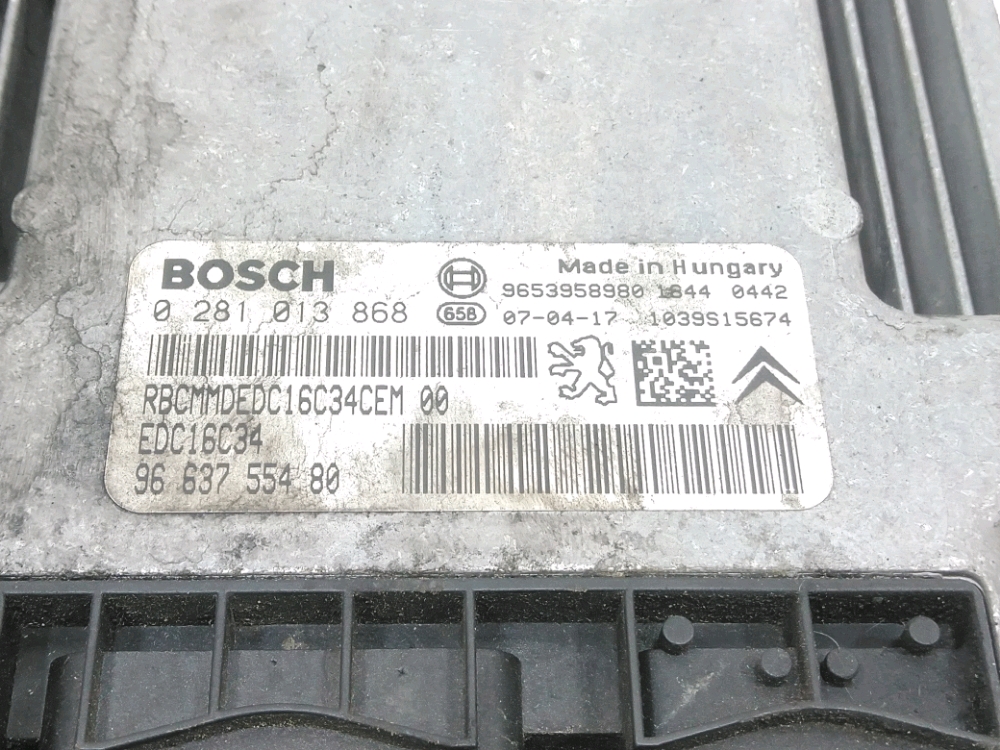 BOSCH
Made in Hungary
9653958980 1844 0442
0 281 013 868 658 07-04-17 1039S15674
RBCMMDEDC16C34CEM 00
EDC16C34
96 637 554 80